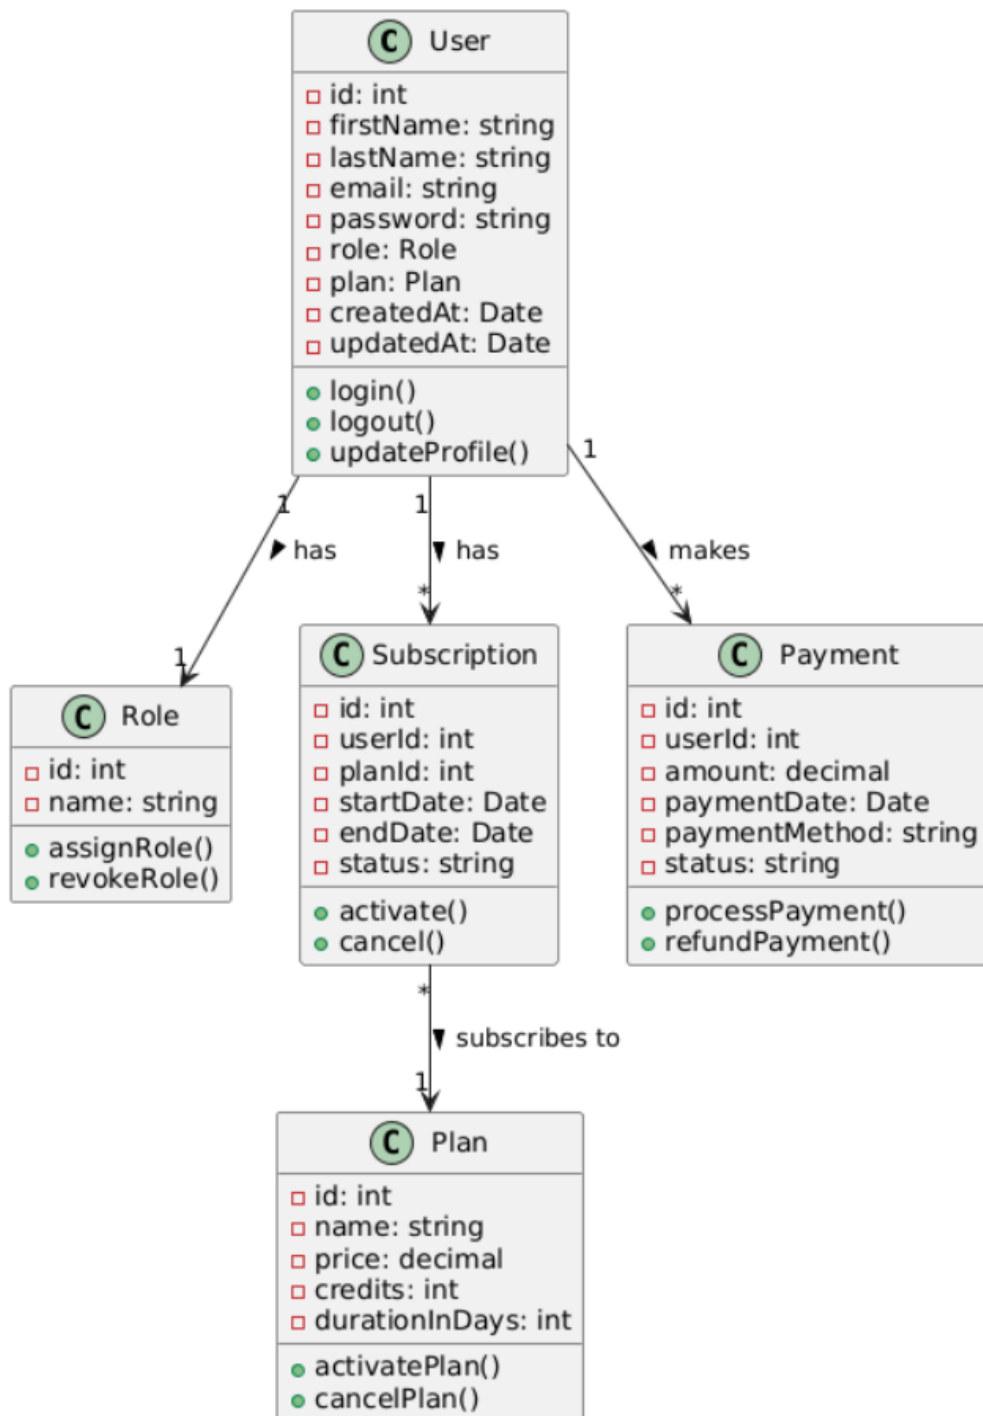 C User
id: int
firstName: string
lastName: string
email: string
password: string
role: Role
plan: Plan
createdAt: Date
updatedAt: Date
login()
logout()
updateProfile()
1 1 1
has has makes
1 * *
C Role
id: int
name: string
assignRole()
revokeRole()
C Subscription
id: int
userId: int
planId: int
startDate: Date
endDate: Date
status: string
activate()
cancel()
C Payment
id: int
userId: int
amount: decimal
paymentDate: Date
paymentMethod: string
status: string
processPayment()
refundPayment()
*
subscribes to
1
C Plan
id: int
name: string
price: decimal
credits: int
durationInDays: int
activatePlan()
cancelPlan()